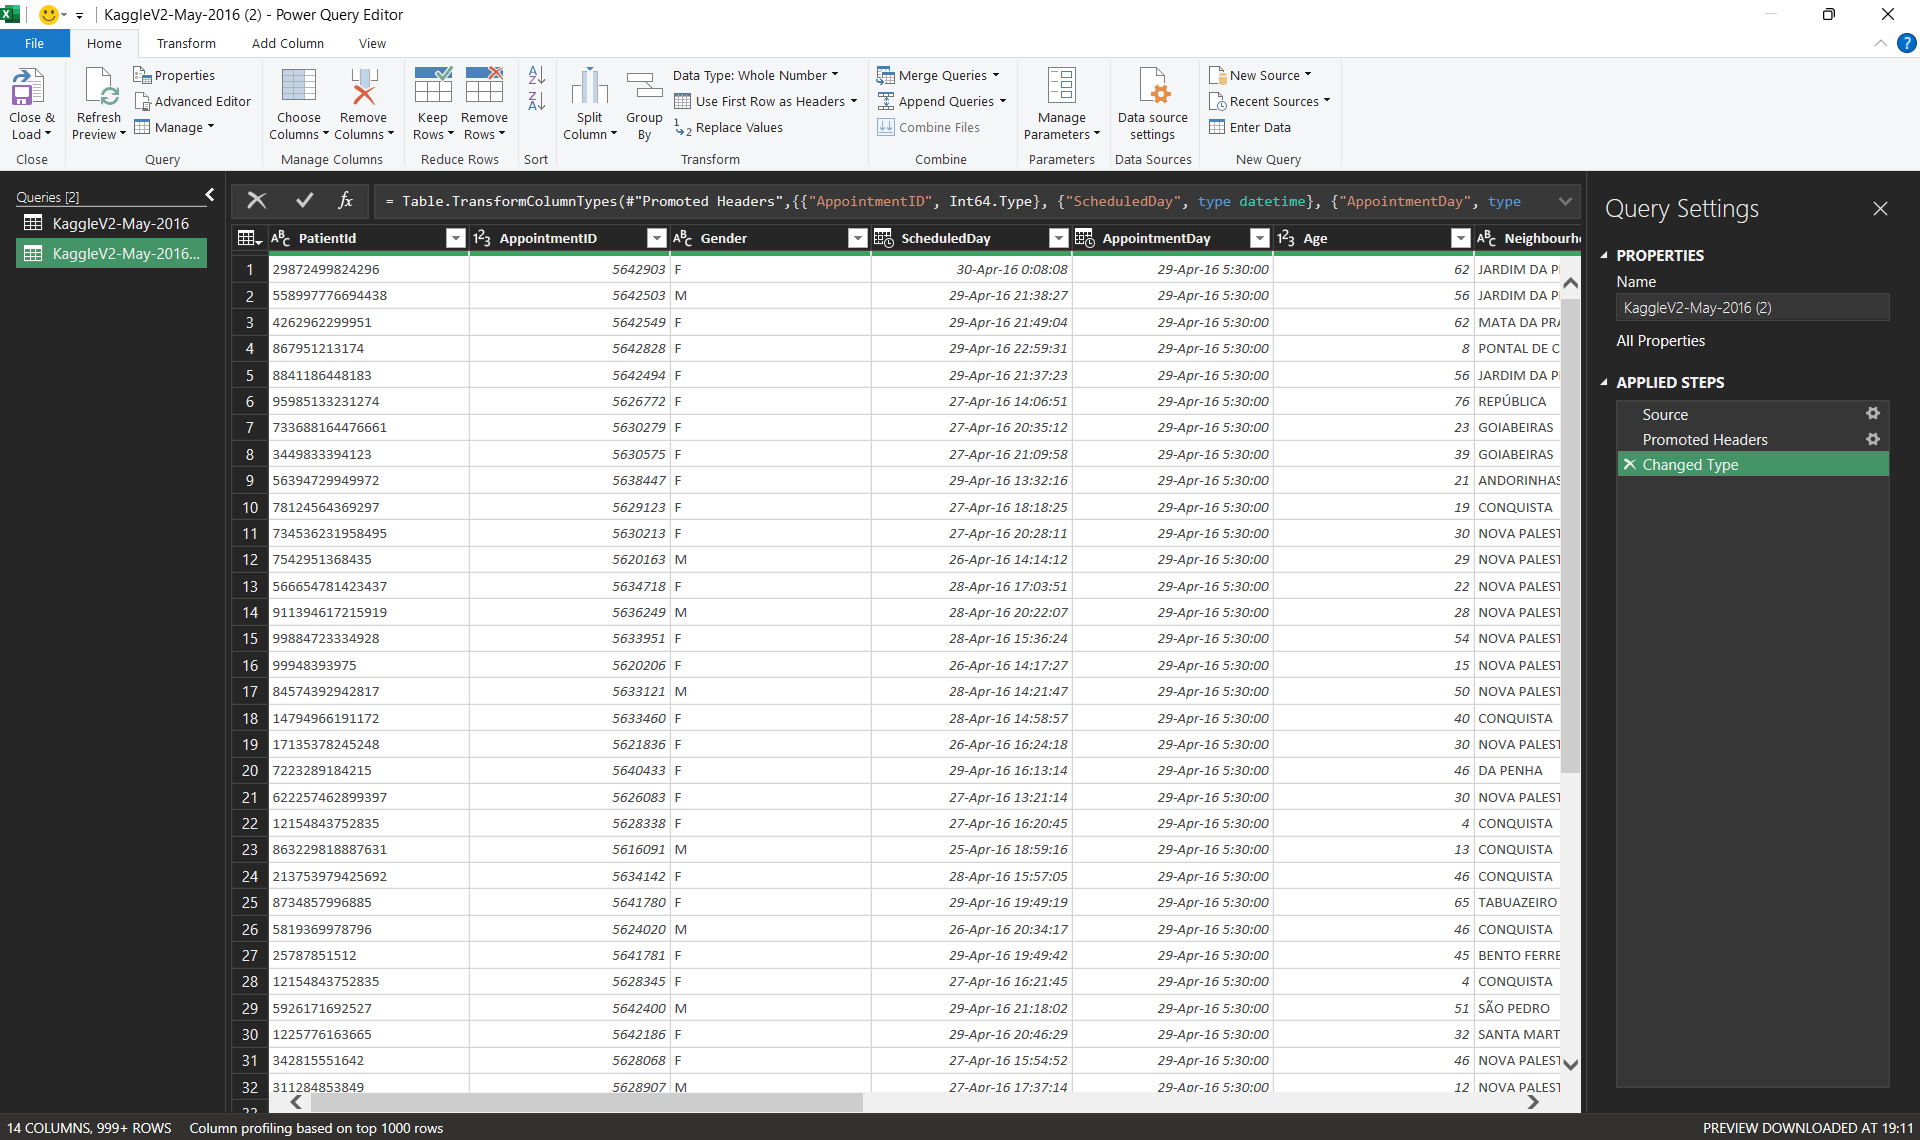 KaggleV2-May-2016 (2) - Power Query Editor
File Home Transform Add Column View
Close & Load
Close
Refresh Preview
Properties
Advanced Editor
Manage
Query
Choose Columns
Remove Columns
Manage Columns
Keep Rows
Remove Rows
Reduce Rows
Sort
Split Column
Group By
Data Type: Whole Number
Use First Row as Headers
Replace Values
Transform
Merge Queries
Append Queries
Combine Files
Combine
Manage Parameters
Parameters
Data source settings
Data Sources
New Source
Recent Sources
Enter Data
New Query
Queries [2]
KaggleV2-May-2016
KaggleV2-May-2016...
fx
= Table.TransformColumnTypes(#"Promoted Headers",{{"AppointmentID", Int64.Type}, {"ScheduledDay", type datetime}, {"AppointmentDay", type
PatientId AppointmentID Gender ScheduledDay AppointmentDay Age Neighbourh
1 29872499824296 5642903 F 30-Apr-16 0:08:08 29-Apr-16 5:30:00 62 JARDIM DA P
2 558997776694438 5642503 M 29-Apr-16 21:38:27 29-Apr-16 5:30:00 56 JARDIM DA P
3 4262962299951 5642549 F 29-Apr-16 21:49:04 29-Apr-16 5:30:00 62 MATA DA PRA
4 867951213174 5642828 F 29-Apr-16 22:59:31 29-Apr-16 5:30:00 8 PONTAL DE C
5 8841186448183 5642494 F 29-Apr-16 21:37:23 29-Apr-16 5:30:00 56 JARDIM DA P
6 95985133231274 5626772 F 27-Apr-16 14:06:51 29-Apr-16 5:30:00 76 REPÚBLICA
7 733688164476661 5630279 F 27-Apr-16 20:35:12 29-Apr-16 5:30:00 23 GOIABEIRAS
8 3449833394123 5630575 F 27-Apr-16 21:09:58 29-Apr-16 5:30:00 39 GOIABEIRAS
9 56394729949972 5638447 F 29-Apr-16 13:32:16 29-Apr-16 5:30:00 21 ANDORINHAS
10 78124564369297 5629123 F 27-Apr-16 18:18:25 29-Apr-16 5:30:00 19 CONQUISTA
11 734536231958495 5630213 F 27-Apr-16 20:28:11 29-Apr-16 5:30:00 30 NOVA PALEST
12 7542951368435 5620163 M 26-Apr-16 14:14:12 29-Apr-16 5:30:00 29 NOVA PALEST
13 566654781423437 5634718 F 28-Apr-16 17:03:51 29-Apr-16 5:30:00 22 NOVA PALEST
14 911394617215919 5636249 M 28-Apr-16 20:22:07 29-Apr-16 5:30:00 28 NOVA PALEST
15 99884723334928 5633951 F 28-Apr-16 15:36:24 29-Apr-16 5:30:00 54 NOVA PALEST
16 99948393975 5620206 F 26-Apr-16 14:17:27 29-Apr-16 5:30:00 15 NOVA PALEST
17 84574392942817 5633121 M 28-Apr-16 14:21:47 29-Apr-16 5:30:00 50 NOVA PALEST
18 14794966191172 5633460 F 28-Apr-16 14:58:57 29-Apr-16 5:30:00 40 CONQUISTA
19 17135378245248 5621836 F 26-Apr-16 16:24:18 29-Apr-16 5:30:00 30 NOVA PALEST
20 7223289184215 5640433 F 29-Apr-16 16:13:14 29-Apr-16 5:30:00 46 DA PENHA
21 622257462899397 5626083 F 27-Apr-16 13:21:14 29-Apr-16 5:30:00 30 NOVA PALEST
22 12154843752835 5628338 F 27-Apr-16 16:20:45 29-Apr-16 5:30:00 4 CONQUISTA
23 863229818887631 5616091 M 25-Apr-16 18:59:16 29-Apr-16 5:30:00 13 CONQUISTA
24 213753979425692 5634142 F 28-Apr-16 15:57:05 29-Apr-16 5:30:00 46 CONQUISTA
25 8734857996885 5641780 F 29-Apr-16 19:49:19 29-Apr-16 5:30:00 65 TABUAZEIRO
26 5819369978796 5624020 M 26-Apr-16 20:34:17 29-Apr-16 5:30:00 46 CONQUISTA
27 25787851512 5641781 F 29-Apr-16 19:49:42 29-Apr-16 5:30:00 45 BENTO FERRE
28 12154843752835 5628345 F 27-Apr-16 16:21:45 29-Apr-16 5:30:00 4 CONQUISTA
29 5926171692527 5642400 M 29-Apr-16 21:18:02 29-Apr-16 5:30:00 51 SÃO PEDRO
30 1225776163665 5642186 F 29-Apr-16 20:46:29 29-Apr-16 5:30:00 32 SANTA MART
31 342815551642 5628068 F 27-Apr-16 15:54:52 29-Apr-16 5:30:00 46 NOVA PALEST
32 311284853849 5628907 M 27-Apr-16 17:37:14 29-Apr-16 5:30:00 12 NOVA PALEST
Query Settings
PROPERTIES
Name
KaggleV2-May-2016 (2)
All Properties
APPLIED STEPS
Source
Promoted Headers
Changed Type
14 COLUMNS, 999+ ROWS Column profiling based on top 1000 rows PREVIEW DOWNLOADED AT 19:11